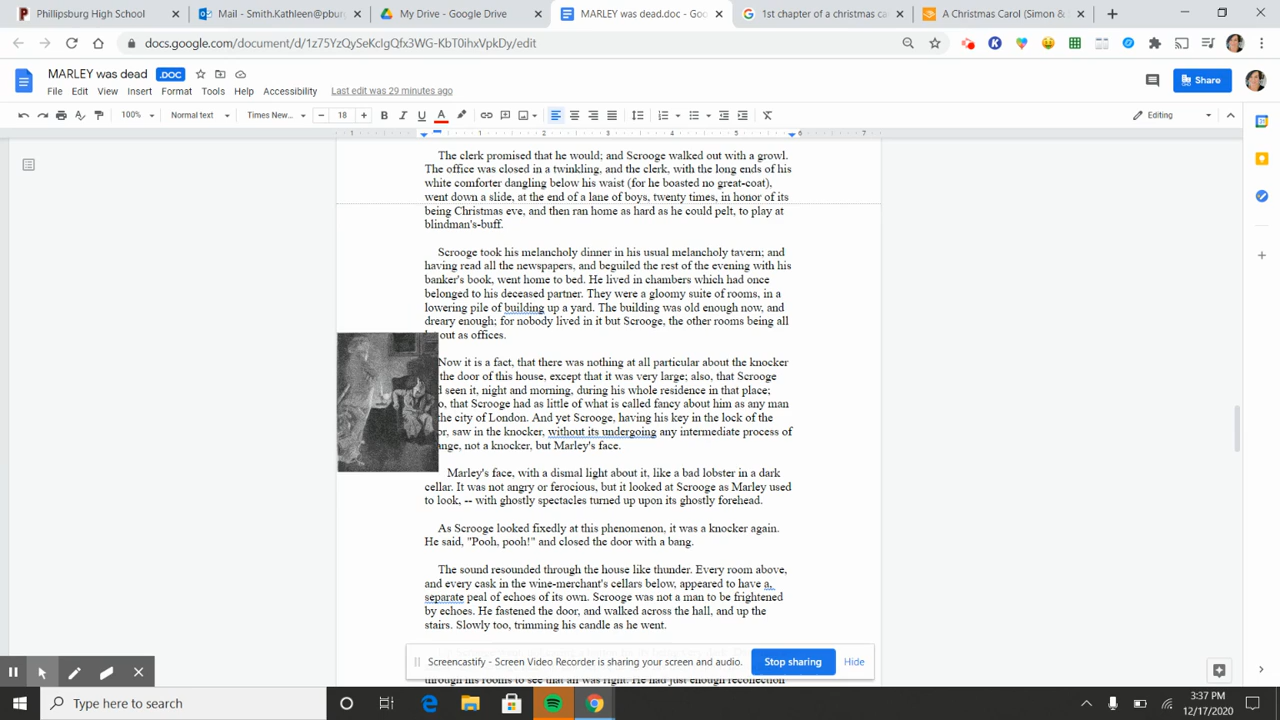 Phillipsburg High School
Mail - Smith.Kathleen@pbur
My Drive - Google Drive
MARLEY was dead.doc - Goo
1st chapter of a christmas ca
A Christmas Carol (Simon &
docs.google.com/document/d/1z75YzQySeKcIgQfx3WG-KbT0ihxVpkDy/edit
MARLEY was dead .DOC
File Edit View Insert Format Tools Help Accessibility Last edit was 29 minutes ago
Share
100% Normal text Times New... 18 B I U A Editing
1 1 2 3 4 5 6 7
The clerk promised that he would; and Scrooge walked out with a growl.
The office was closed in a twinkling, and the clerk, with the long ends of his
white comforter dangling below his waist (for he boasted no great-coat),
went down a slide, at the end of a lane of boys, twenty times, in honor of its
being Christmas eve, and then ran home as hard as he could pelt, to play at
blindman's-buff.
Scrooge took his melancholy dinner in his usual melancholy tavern; and
having read all the newspapers, and beguiled the rest of the evening with his
banker's book, went home to bed. He lived in chambers which had once
belonged to his deceased partner. They were a gloomy suite of rooms, in a
lowering pile of building up a yard. The building was old enough now, and
dreary enough; for nobody lived in it but Scrooge, the other rooms being all
out as offices.
Now it is a fact, that there was nothing at all particular about the knocker
the door of this house, except that it was very large; also, that Scrooge
seen it, night and morning, during his whole residence in that place;
that Scrooge had as little of what is called fancy about him as any man
the city of London. And yet Scrooge, having his key in the lock of the
saw in the knocker, without its undergoing any intermediate process of
not a knocker, but Marley's face.
Marley's face, with a dismal light about it, like a bad lobster in a dark
cellar. It was not angry or ferocious, but it looked at Scrooge as Marley used
to look, -- with ghostly spectacles turned up upon its ghostly forehead.
As Scrooge looked fixedly at this phenomenon, it was a knocker again.
He said, "Pooh, pooh!" and closed the door with a bang.
The sound resounded through the house like thunder. Every room above,
and every cask in the wine-merchant's cellars below, appeared to have a,
separate peal of echoes of its own. Scrooge was not a man to be frightened
by echoes. He fastened the door, and walked across the hall, and up the
stairs. Slowly too, trimming his candle as he went.
through his rooms to see that all was right. He had just enough recollection
Screencastify - Screen Video Recorder is sharing your screen and audio. Stop sharing Hide
Type here to search
3:37 PM
12/17/2020